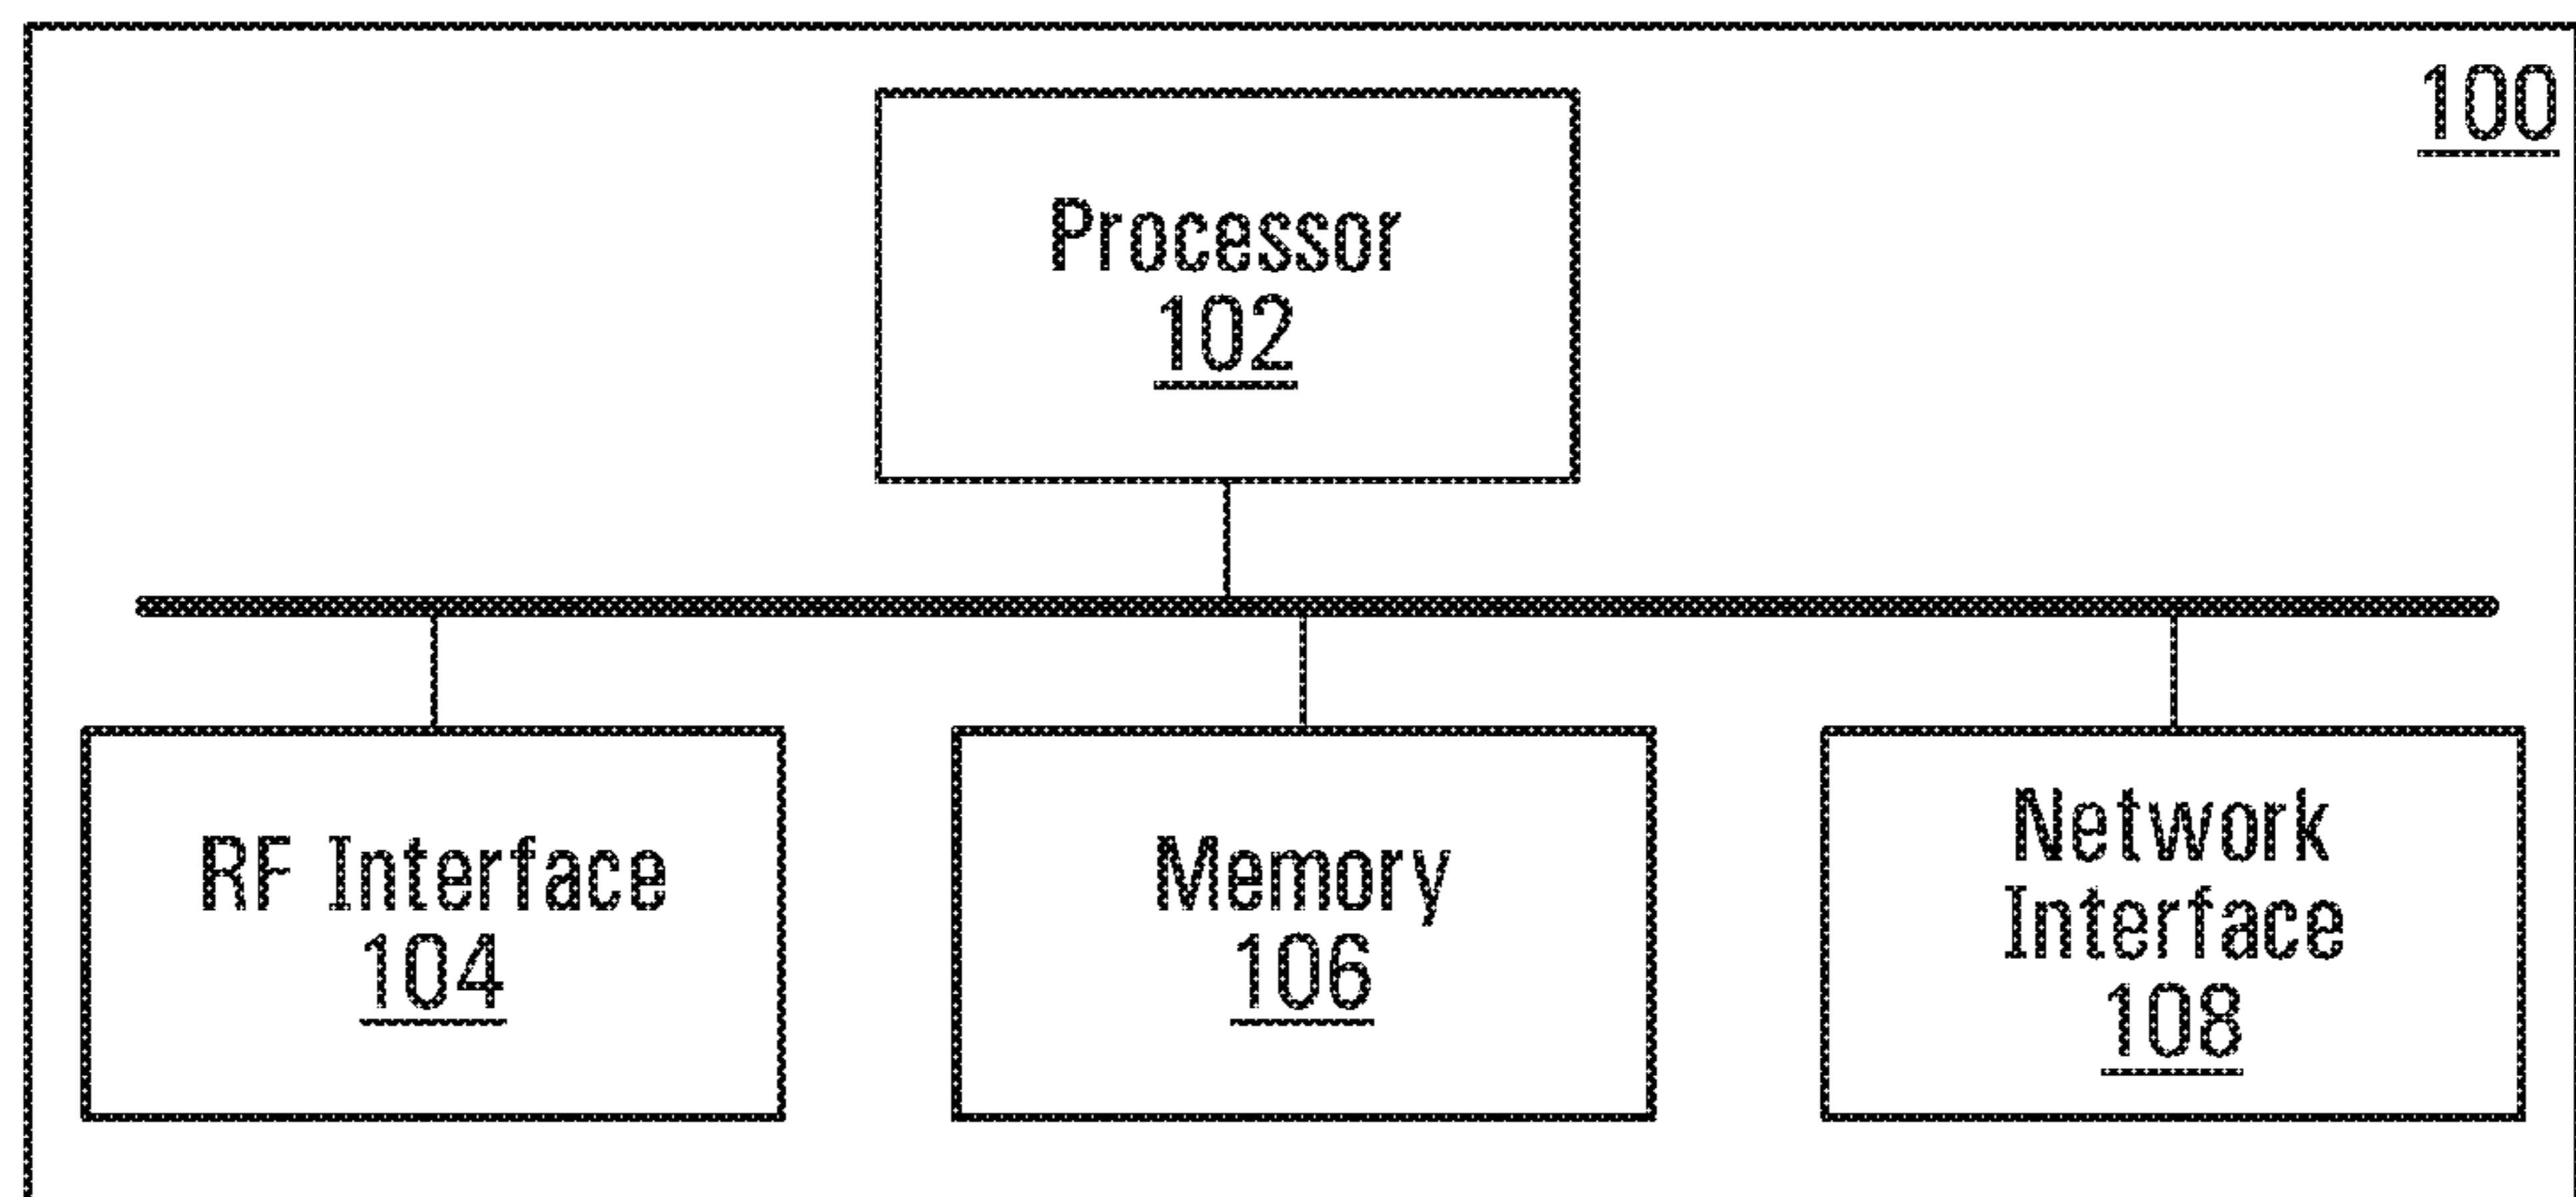 100
Processor
102
RF Interface
104
Memory
106
Network
Interface
108